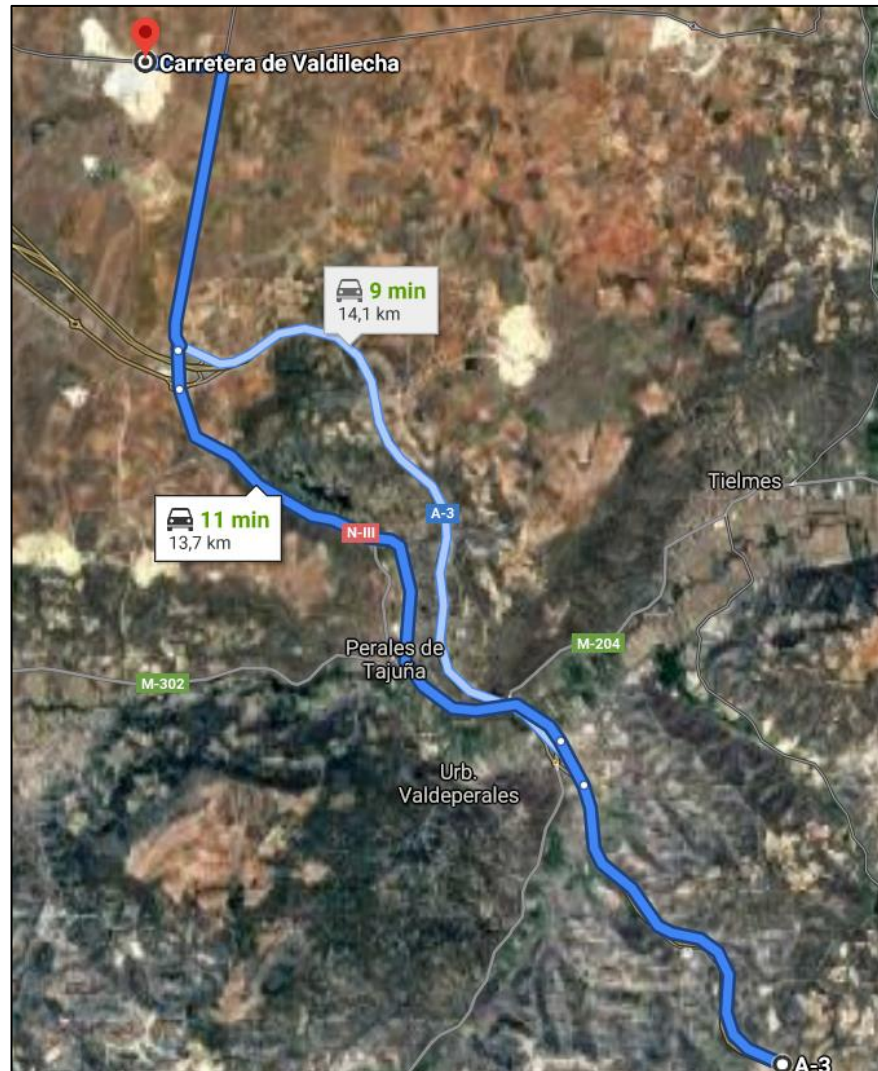 Carretera de Valdilecha
9 min
14,1 km
Tielmes
A-3
11 min
13,7 km
N-III
Perales de
Tajuña
M-204
M-302
Urb.
Valdeperales
A-3